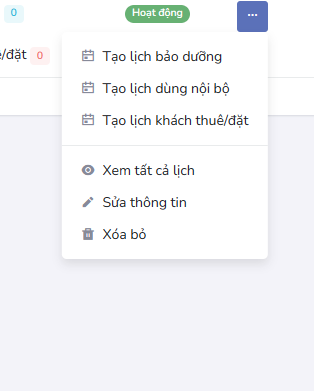 0
Hoạt động
/đặt 0
Tạo lịch bảo dưỡng
Tạo lịch dùng nội bộ
Tạo lịch khách thuê/đặt
Xem tất cả lịch
Sửa thông tin
Xóa bỏ